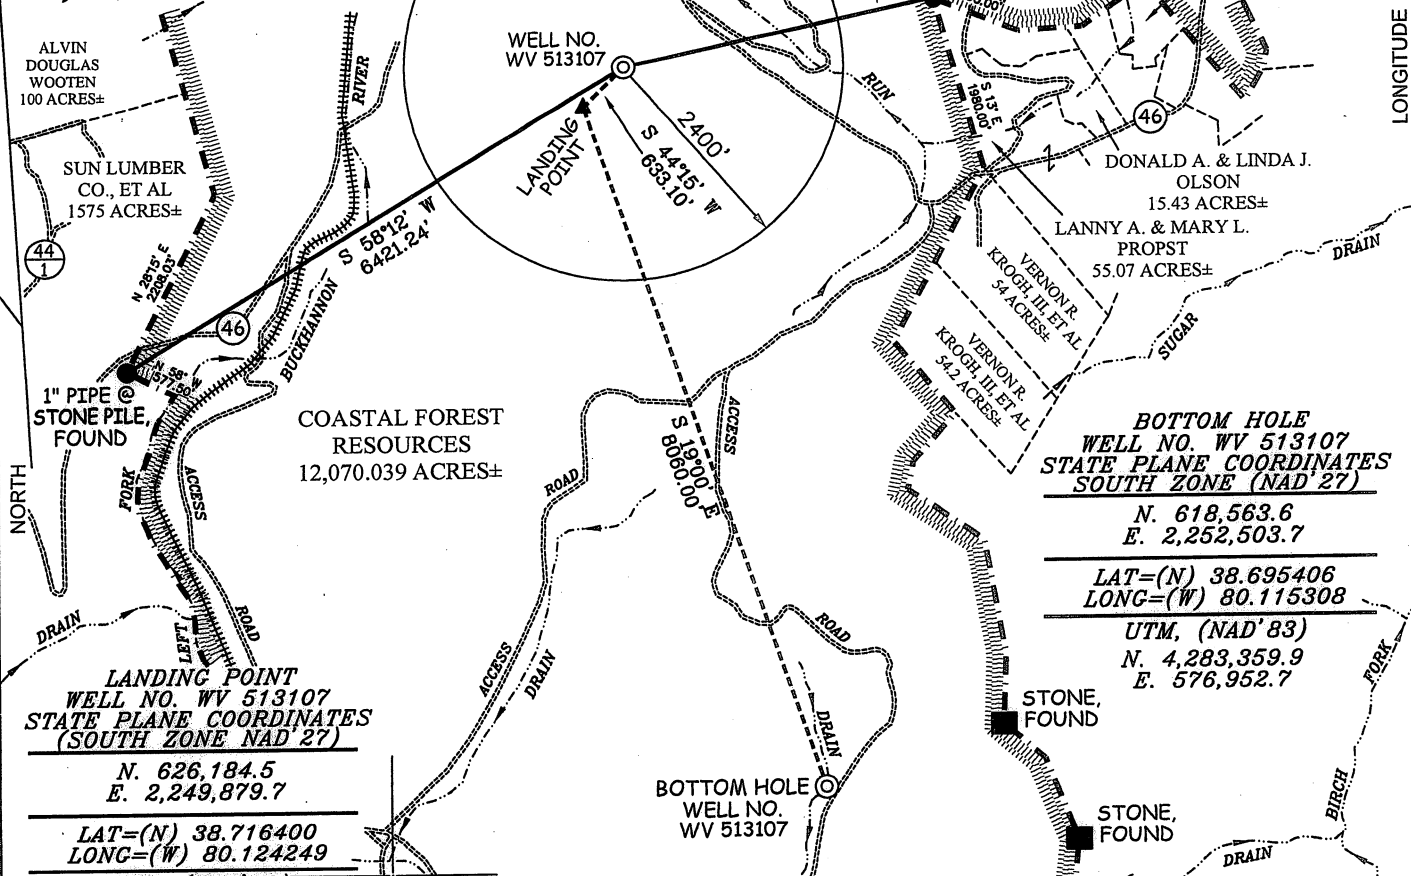 ALVIN
DOUGLAS
WOOTEN
100 ACRES±
SUN LUMBER
CO., ET AL
1575 ACRES±
44
1
N 28°15' E
2208.03'
46
N 58° W
577.50'
1" PIPE @
STONE PILE,
FOUND
NORTH
RIVER
BUCKHANNON
FORK
LEFT
ACCESS
ROAD
DRAIN
WELL NO.
WV 513107
LANDING
POINT
2400'
S 44°15' W
633.10'
S 58°12' W
6421.24'
COASTAL FOREST
RESOURCES
12,070.039 ACRES±
ROAD
ACCESS
DRAIN
ACCESS
S 19°00' E
8060.00'
ROAD
DRAIN
BOTTOM HOLE
WELL NO.
WV 513107
RUN
S 13° E
1980.00'
46
LONGITUDE
DONALD A. & LINDA J.
OLSON
15.43 ACRES±
LANNY A. & MARY L.
PROPST
55.07 ACRES±
VERNON R.
KROGH, III, ET AL
54 ACRES±
VERNON R.
KROGH, III, ET AL
54.2 ACRES±
DRAIN
SUGAR
BOTTOM HOLE
WELL NO. WV 513107
STATE PLANE COORDINATES
SOUTH ZONE (NAD'27)
N. 618,563.6
E. 2,252,503.7
LAT=(N) 38.695406
LONG=(W) 80.115308
UTM, (NAD'83)
N. 4,283,359.9
E. 576,952.7
STONE,
FOUND
STONE,
FOUND
FORK
BIRCH
DRAIN
LANDING POINT
WELL NO. WV 513107
STATE PLANE COORDINATES
(SOUTH ZONE NAD'27)
N. 626,184.5
E. 2,249,879.7
LAT=(N) 38.716400
LONG=(W) 80.124249